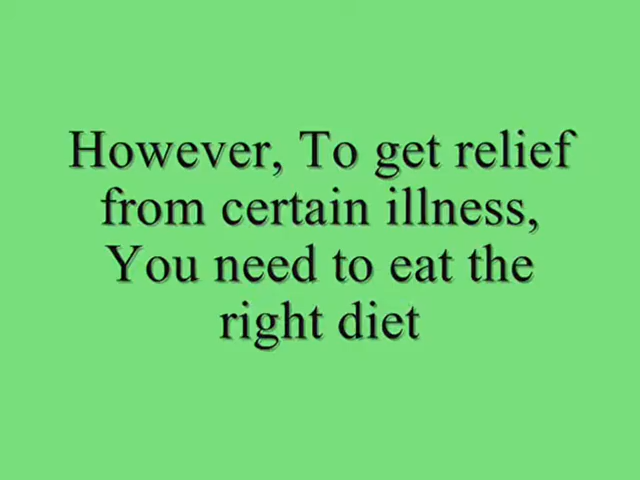 However, To get relief
from certain illness,
You need to eat the
right diet